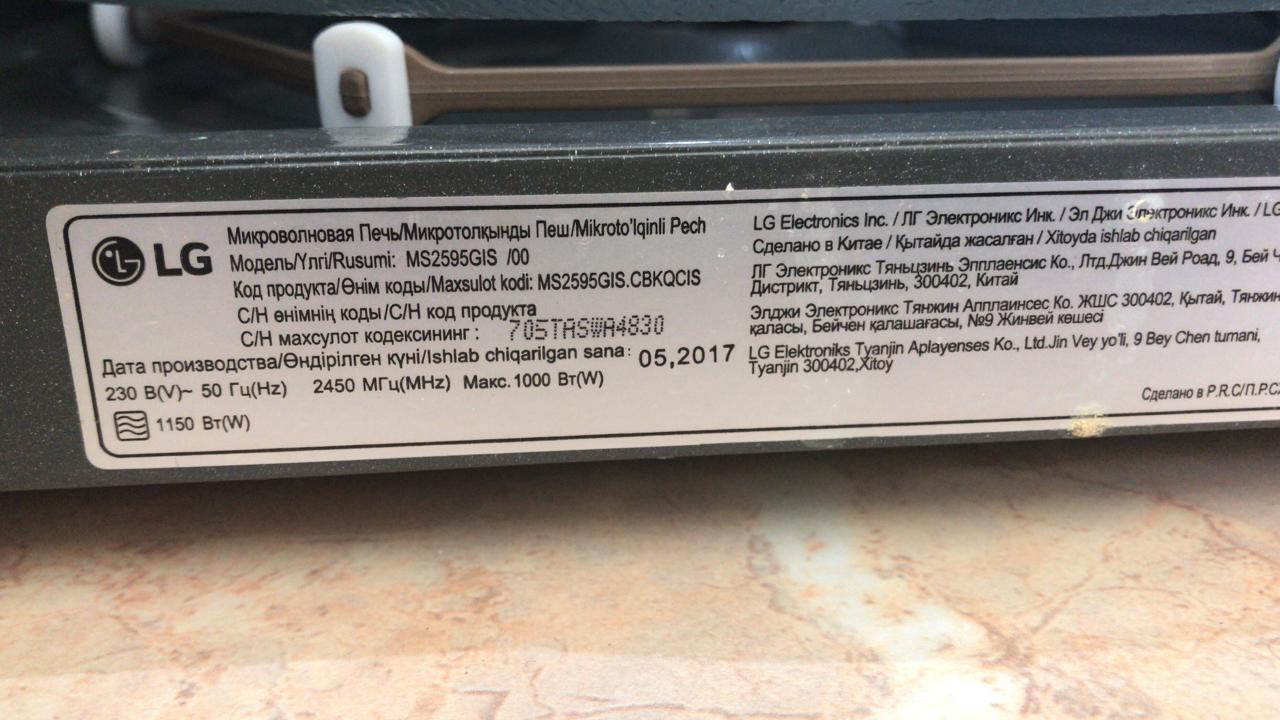 LG
Микроволновая Печь/Микротолқынды Пеш/Mikroto'lqinli Pech
Модель/Үлгі/Rusumi: MS2595GIS /00
Код продукта/Өнім коды/Maxsulot kodi: MS2595GIS.CBKQCIS
С/Н өнімнің коды/С/Н код продукта
С/Н махсулот кодексининг : 705TASWA4830
Дата производства/Өндірілген күні/Ishlab chiqarilgan sana: 05,2017
230 В(V)~ 50 Гц(Hz) 2450 МГц(MHz) Макс. 1000 Вт(W)
1150 Вт(W)
LG Electronics Inc. / ЛГ Электроникс Инк. / Эл Джи Электроникс Инк. / LG
Сделано в Китае / Қытайда жасалған / Xitoyda ishlab chiqarilgan
ЛГ Электроникс Тяньцзинь Эпплаенсис Ко., Лтд.Джин Вей Роад, 9, Бей
Дистрикт, Тяньцзинь, 300402, Китай
Элджи Электроникс Тянжин Апплаинсес Ко. ЖШС 300402, Қытай, Тянжин
қаласы, Бейчен қалашағасы, №9 Жинвей көшесі
LG Elektroniks Tyanjin Aplayenses Ko., Ltd.Jin Vey yo'li, 9 Bey Chen tumani,
Tyanjin 300402,Xitoy
Сделано в P.R.C/П.Р.С